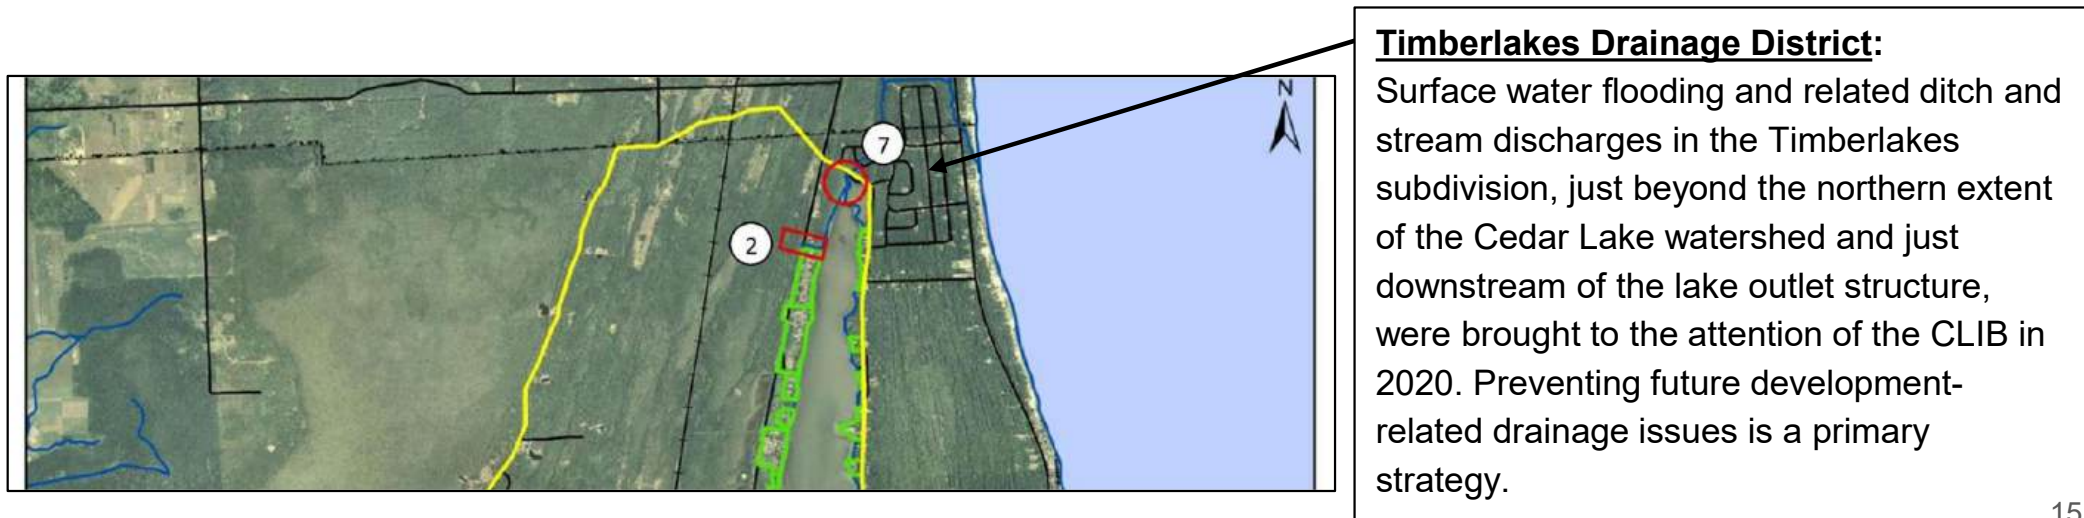 Timberlakes Drainage District:
Surface water flooding and related ditch and
stream discharges in the Timberlakes
subdivision, just beyond the northern extent
of the Cedar Lake watershed and just
downstream of the lake outlet structure,
were brought to the attention of the CLIB in
2020. Preventing future development-
related drainage issues is a primary
strategy.
N
7
2
15